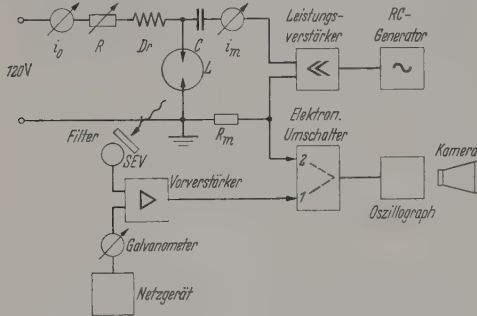 Leistungs-
verstärker
RC-
Generator
i₀
R
Dr
C
iₘ
120V
L
Elektron.
Umschalter
Rₘ
Filter
SEV
2
1
Kamera
Vorverstärker
Oszillograph
Galvanometer
Netzgerät